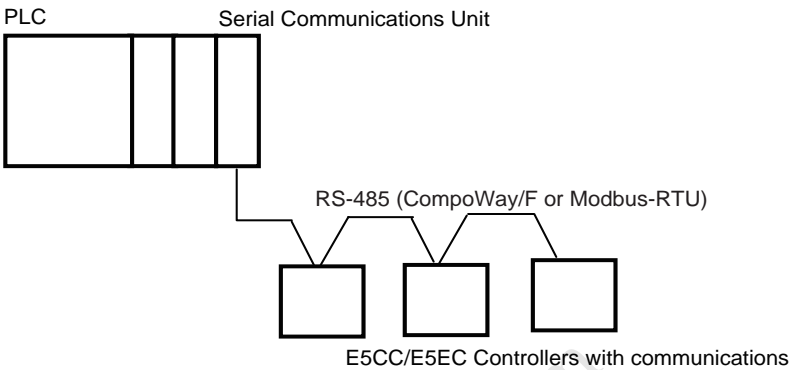 PLC
Serial Communications Unit
RS-485 (CompoWay/F or Modbus-RTU)
E5CC/E5EC Controllers with communications